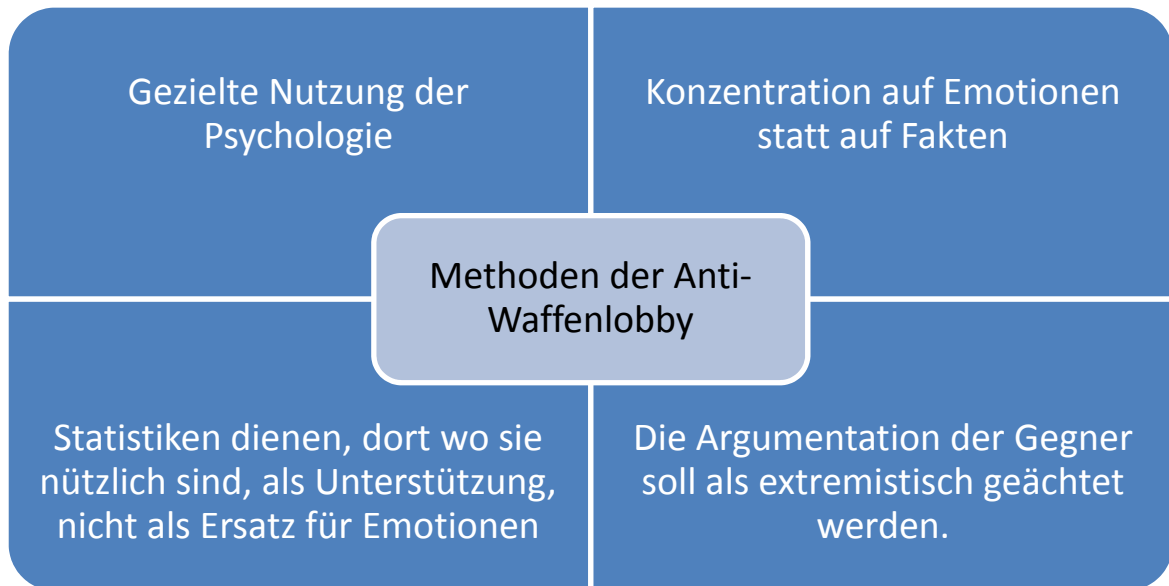 Gezielte Nutzung der
Psychologie
Konzentration auf Emotionen
statt auf Fakten
Methoden der Anti-
Waffenlobby
Statistiken dienen, dort wo sie
nützlich sind, als Unterstützung,
nicht als Ersatz für Emotionen
Die Argumentation der Gegner
soll als extremistisch geächtet
werden.